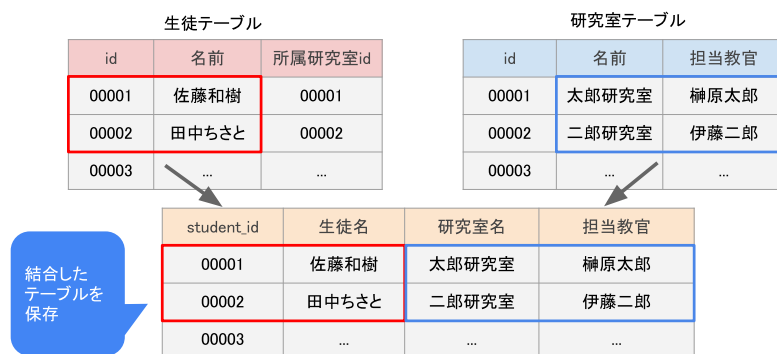 生徒テーブル
id 名前 所属研究室id
00001 佐藤和樹 00001
00002 田中ちさと 00002
00003 ... ...
研究室テーブル
id 名前 担当教官
00001 太郎研究室 榊原太郎
00002 二郎研究室 伊藤二郎
00003 ... ...
student_id 生徒名 研究室名 担当教官
00001 佐藤和樹 太郎研究室 榊原太郎
00002 田中ちさと 二郎研究室 伊藤二郎
00003 ... ... ...
結合した
テーブルを
保存